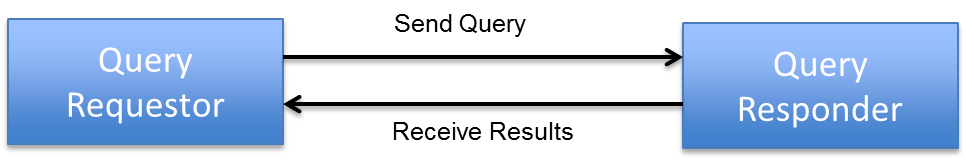 Send Query
Query
Requestor
Query
Responder
Receive Results